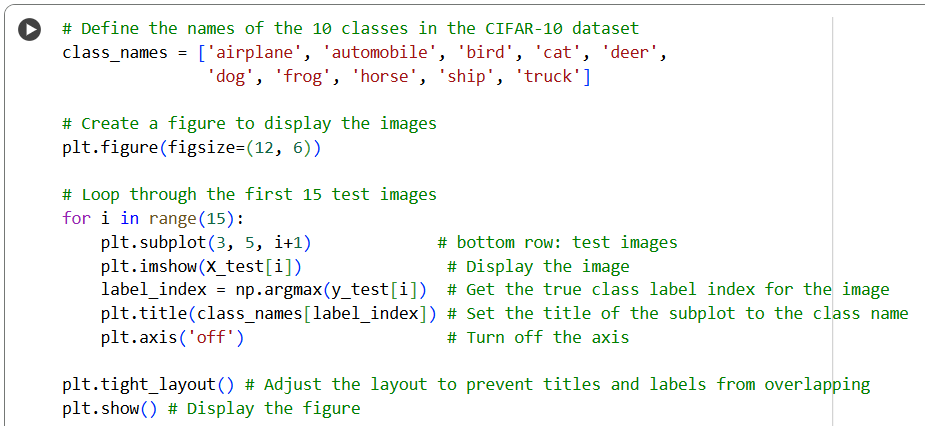 # Define the names of the 10 classes in the CIFAR-10 dataset
class_names = ['airplane', 'automobile', 'bird', 'cat', 'deer',
               'dog', 'frog', 'horse', 'ship', 'truck']

# Create a figure to display the images
plt.figure(figsize=(12, 6))

# Loop through the first 15 test images
for i in range(15):
    plt.subplot(3, 5, i+1)             # bottom row: test images
    plt.imshow(X_test[i])               # Display the image
    label_index = np.argmax(y_test[i])  # Get the true class label index for the image
    plt.title(class_names[label_index]) # Set the title of the subplot to the class name
    plt.axis('off')                     # Turn off the axis

plt.tight_layout() # Adjust the layout to prevent titles and labels from overlapping
plt.show() # Display the figure